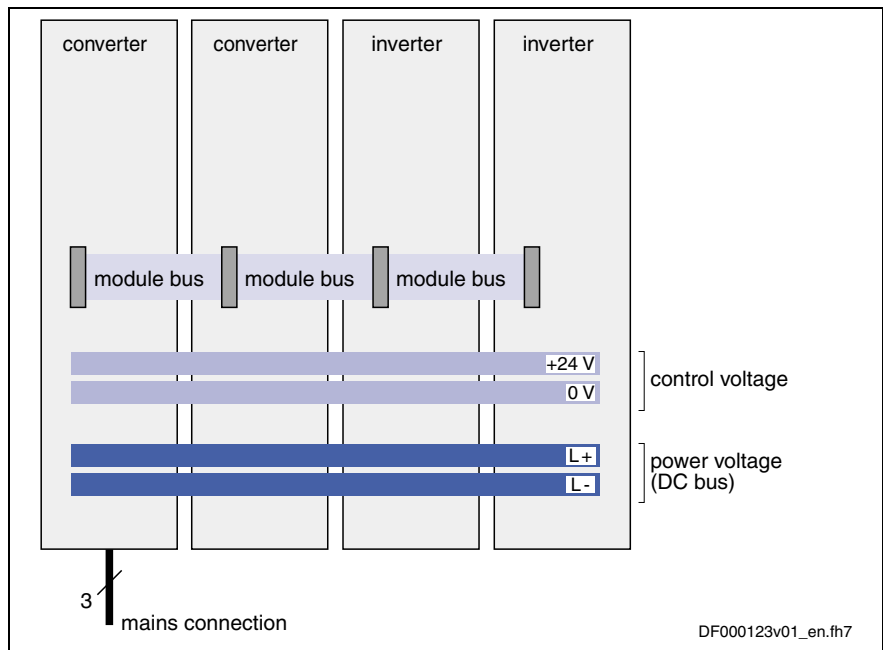 converter
converter
inverter
inverter
module bus
module bus
module bus
+24 V
0 V
control voltage
L+
L-
power voltage
(DC bus)
3
mains connection
DF000123v01_en.fh7